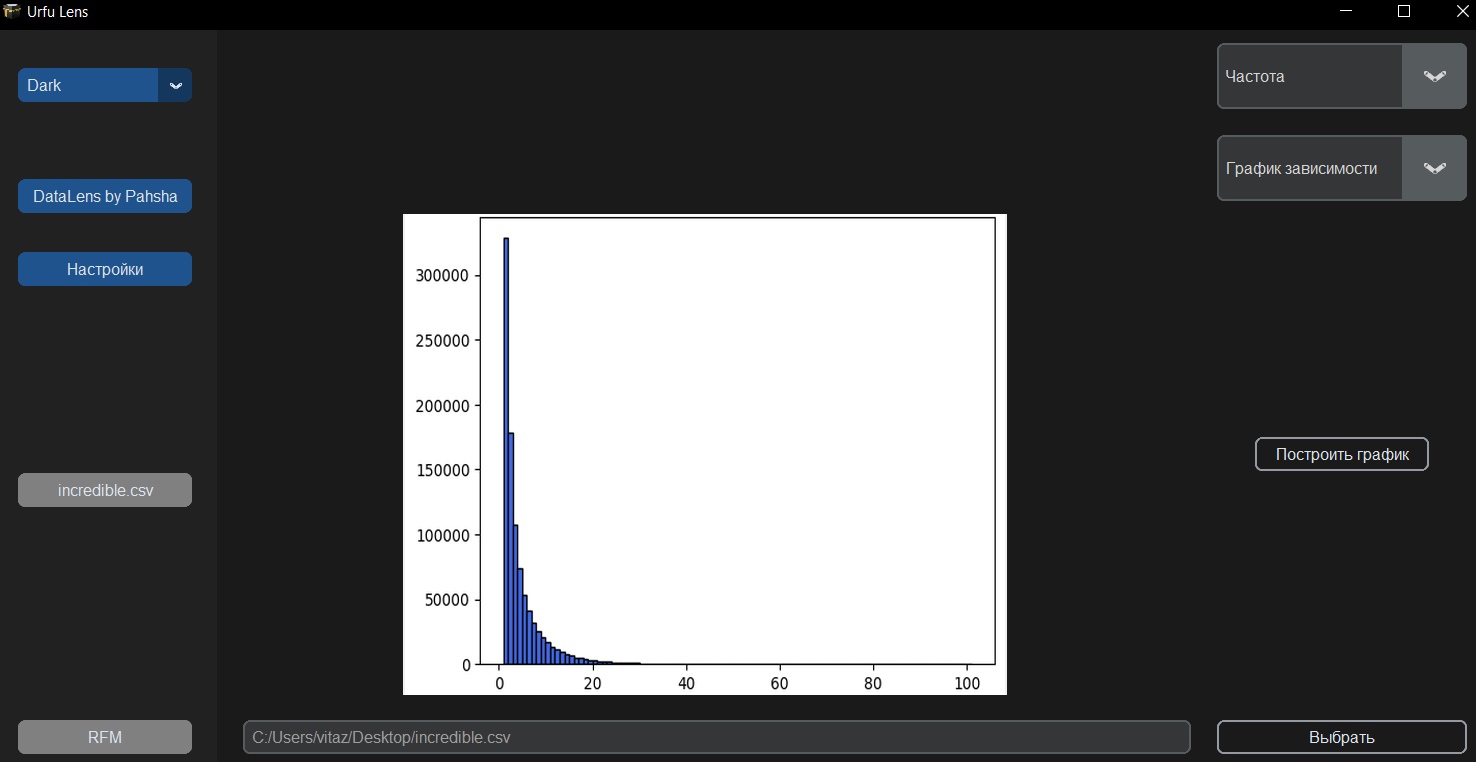 Urfu Lens
Dark
DataLens by Pahsha
Настройки
incredible.csv
RFM
300000
250000
200000
150000
100000
50000
0
0 20 40 60 80 100
C:/Users/vitaz/Desktop/incredible.csv
Частота
График зависимости
Построить график
Выбрать